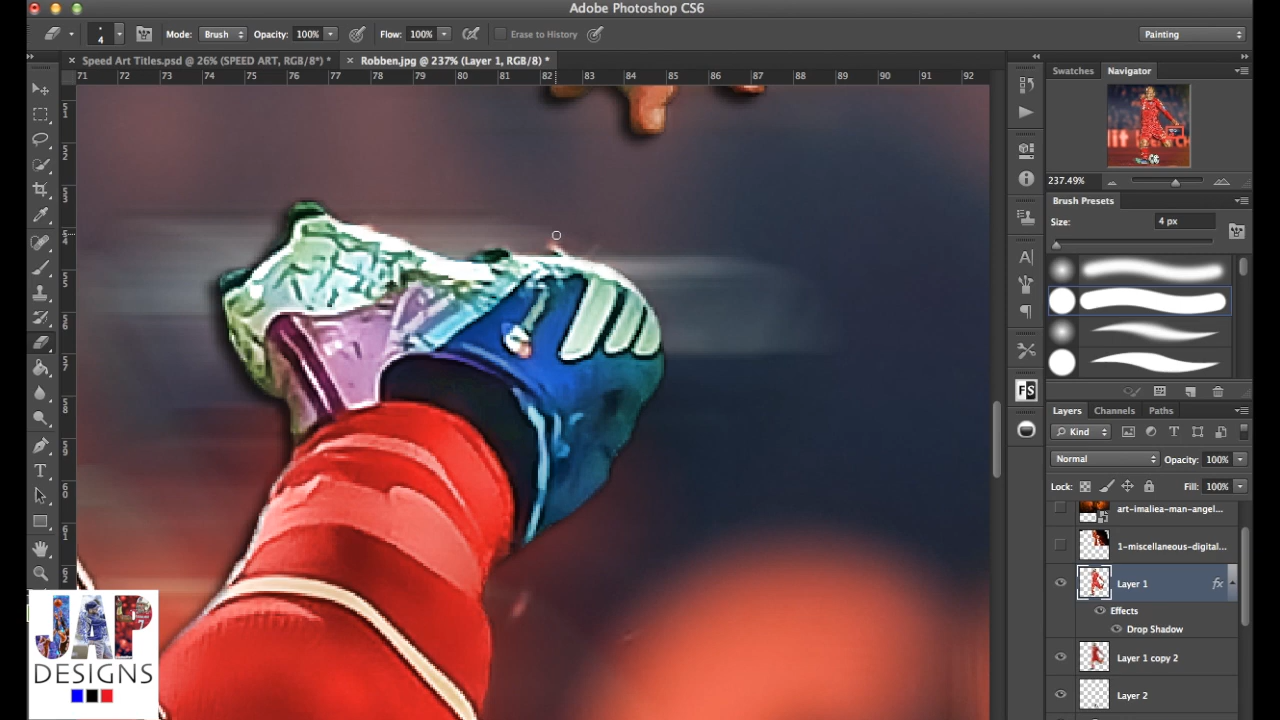 Adobe Photoshop CS6
4 Mode: Brush Opacity: 100% Flow: 100% Erase to History Painting
Speed Art Titles.psd @ 26% (SPEED ART, RGB/8*) * Robben.jpg @ 237% (Layer 1, RGB/8) *
71 72 73 74 75 76 77 78 79 80 81 82 83 84 85 86 87 88 89 90 91 92
Swatches Navigator
237.49%
Brush Presets
Size: 4 px
Layers Channels Paths
Kind
Normal Opacity: 100%
Lock: Fill: 100%
art-imaliea-man-angel...
1-miscellaneous-digital...
Layer 1 fx
Effects
Drop Shadow
Layer 1 copy 2
Layer 2
JAP
DESIGNS